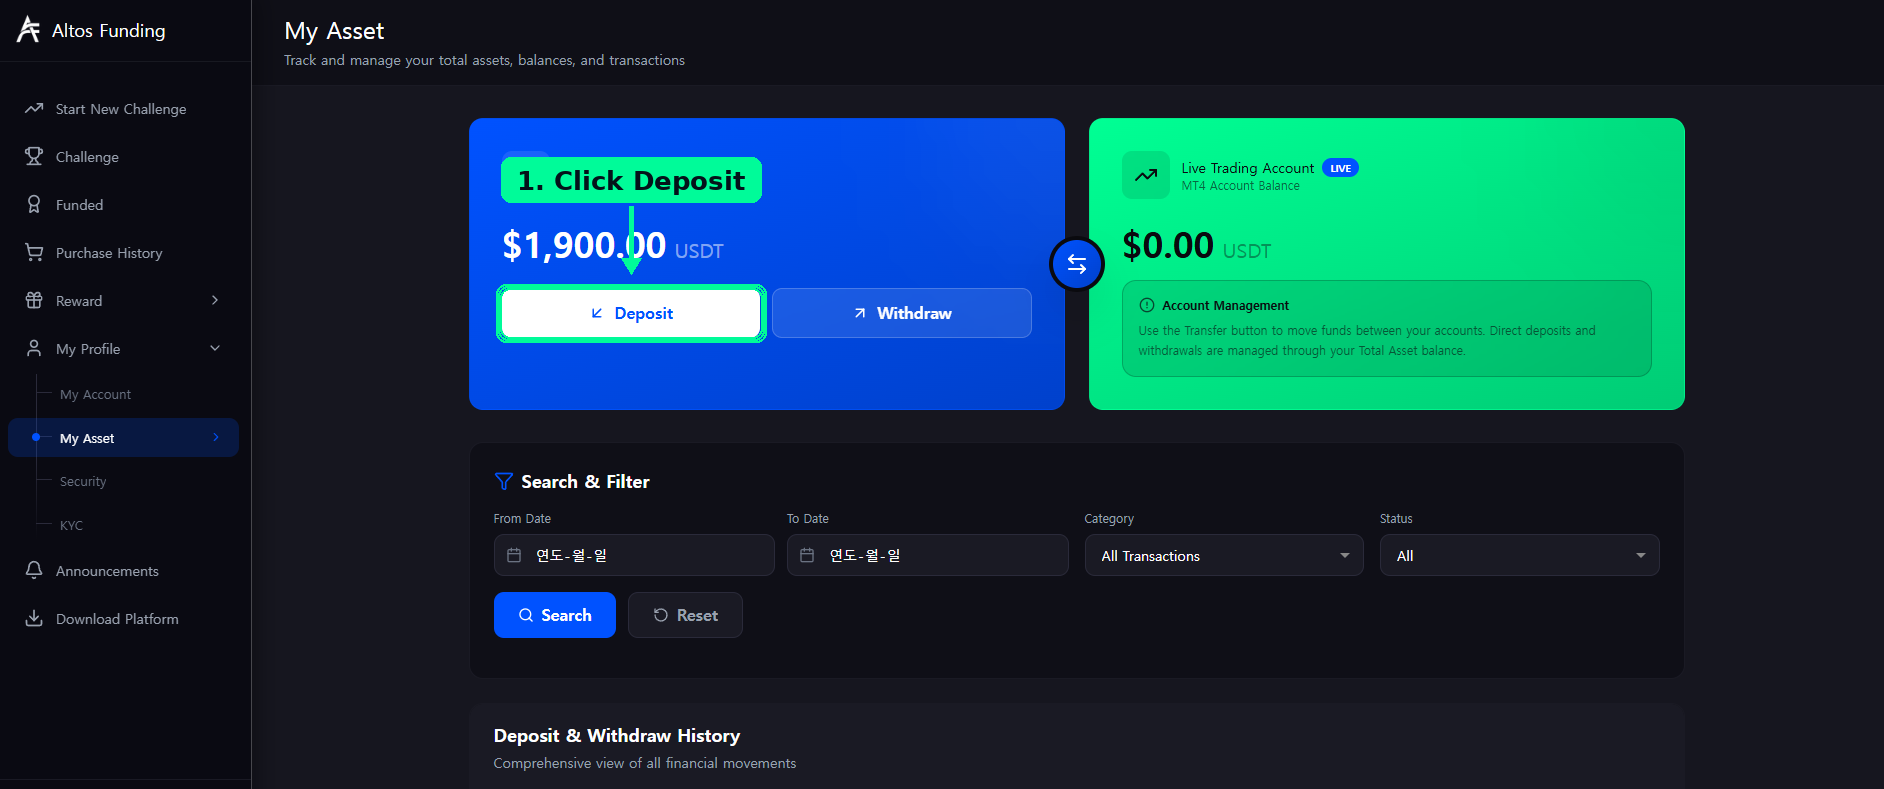 Altos Funding
Start New Challenge
Challenge
Funded
Purchase History
Reward
My Profile
My Account
My Asset
Security
KYC
Announcements
Download Platform
My Asset
Track and manage your total assets, balances, and transactions
1. Click Deposit
$1,900.00 USDT
Deposit
Withdraw
Live Trading Account LIVE
MT4 Account Balance
$0.00 USDT
Account Management
Use the Transfer button to move funds between your accounts. Direct deposits and
withdrawals are managed through your Total Asset balance.
Search & Filter
From Date
To Date
Category
Status
연도-월-일
연도-월-일
All Transactions
All
Search
Reset
Deposit & Withdraw History
Comprehensive view of all financial movements